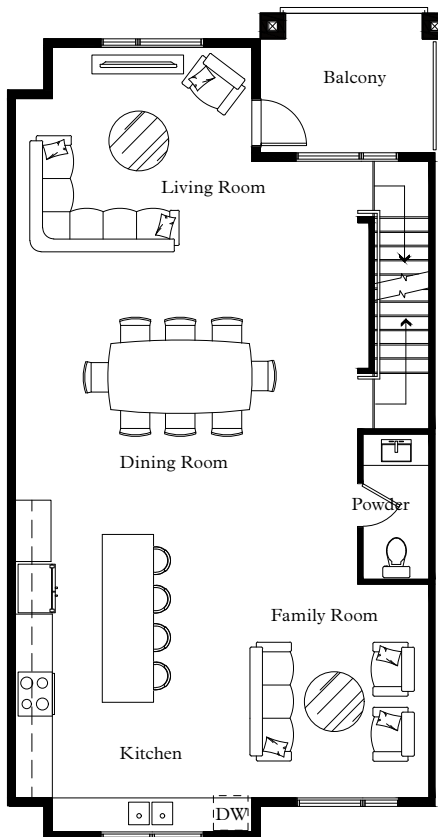 Balcony
Living Room
Dining Room
Powder
Family Room
Kitchen
DW